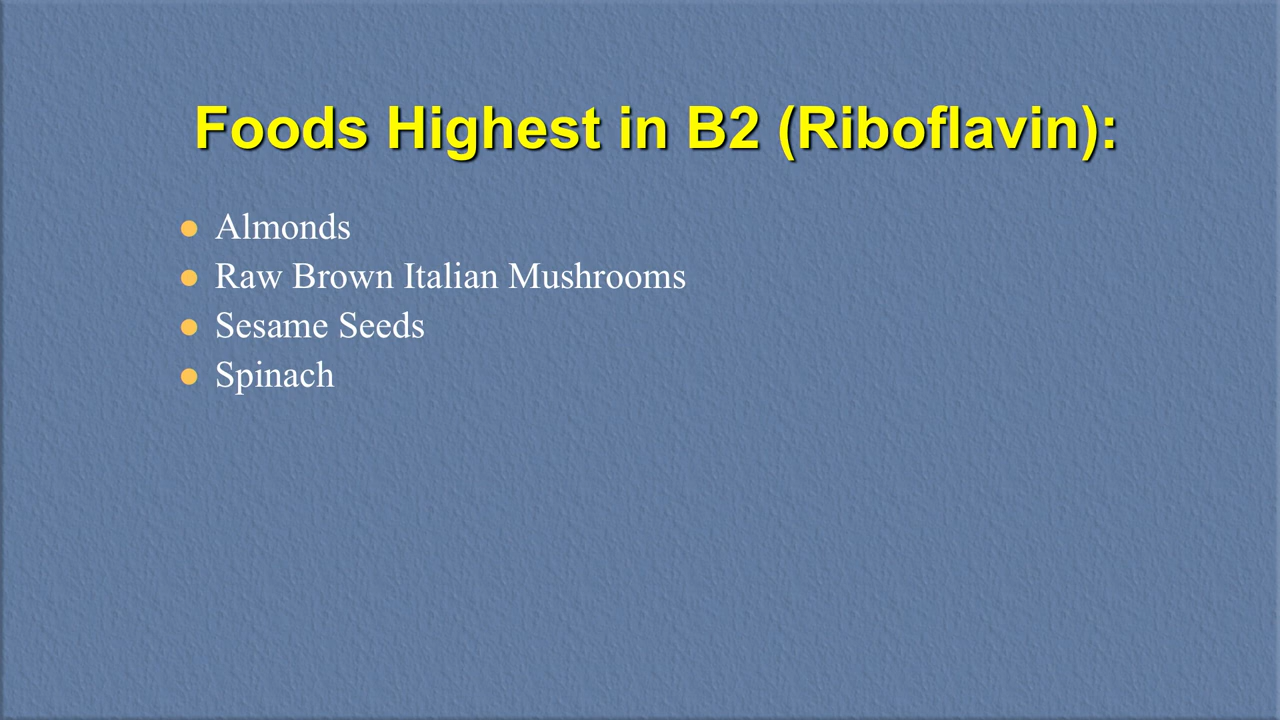 Foods Highest in B2 (Riboflavin):
Almonds
Raw Brown Italian Mushrooms
Sesame Seeds
Spinach